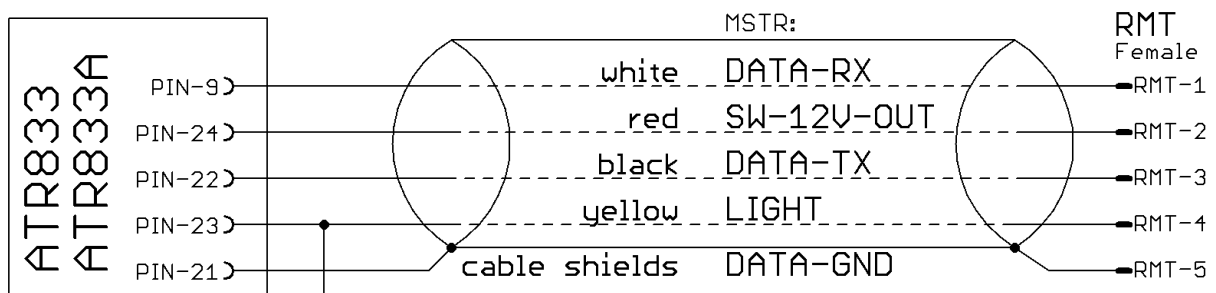 MSTR:
RMT
Female
ATR833
ATR833A
PIN-9 white DATA-RX RMT-1
PIN-24 red SW-12V-OUT RMT-2
PIN-22 black DATA-TX RMT-3
PIN-23 yellow LIGHT RMT-4
PIN-21 cable shields DATA-GND RMT-5